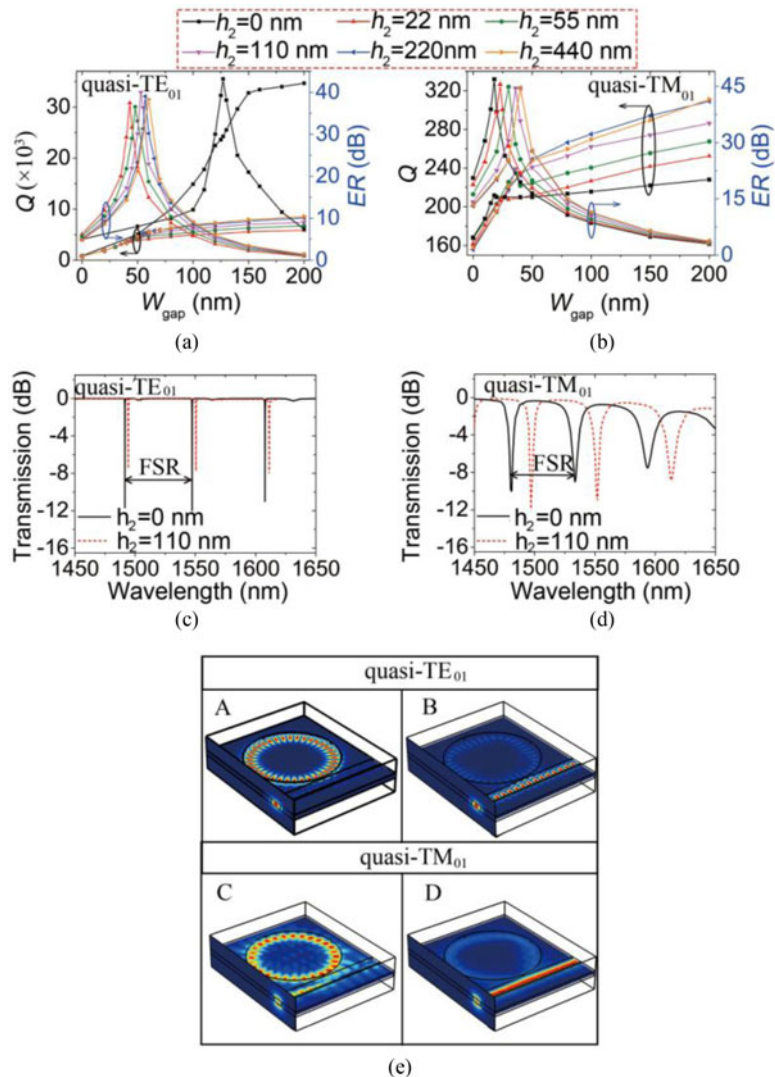 h₂=0 nm h₂=22 nm h₂=55 nm
h₂=110 nm h₂=220nm h₂=440 nm
quasi-TE₀₁
30
20
10
0
Q (×10³)
40
30
20
10
0
ER (dB)
0 50 100 150 200
W_gap (nm)
(a)
quasi-TM₀₁
320
280
240
200
160
Q
45
30
15
0
ER (dB)
0 50 100 150 200
W_gap (nm)
(b)
quasi-TE₀₁
0
-4
-8
-12
-16
Transmission (dB)
FSR
h₂=0 nm
h₂=110 nm
1450 1500 1550 1600 1650
Wavelength (nm)
(c)
quasi-TM₀₁
0
-4
-8
-12
-16
Transmission (dB)
FSR
h₂=0 nm
h₂=110 nm
1450 1500 1550 1600 1650
Wavelength (nm)
(d)
quasi-TE₀₁
A B
quasi-TM₀₁
C D
(e)